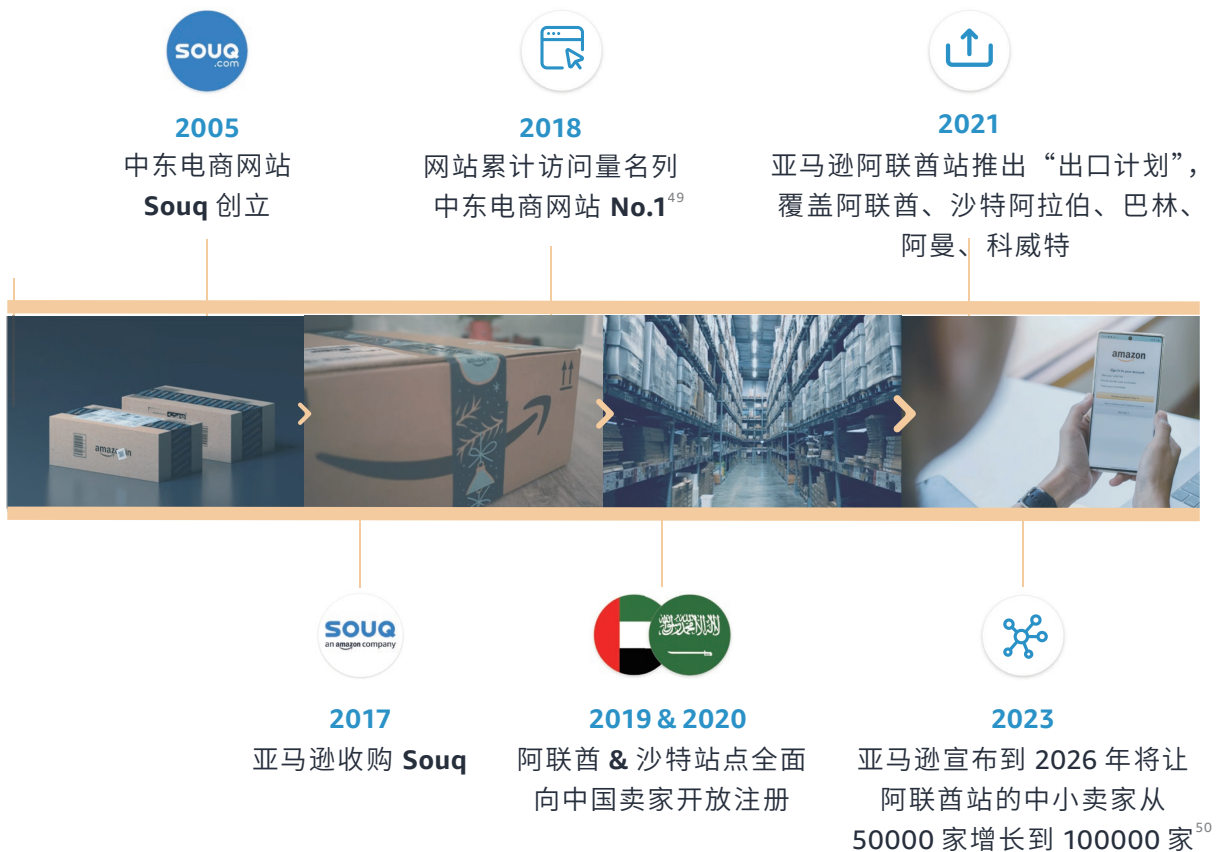 souq
.com
2005
中东电商网站
Souq 创立
2018
网站累计访问量名列
中东电商网站 No.1⁴⁹
2021
亚马逊阿联酋站推出“出口计划”,
覆盖阿联酋、沙特阿拉伯、巴林、
阿曼、科威特
amazon
amazon
souq
an amazon company
2017
亚马逊收购 Souq
2019 & 2020
阿联酋 & 沙特站点全面
向中国卖家开放注册
2023
亚马逊宣布到 2026 年将让
阿联酋站的中小卖家从
50000 家增长到 100000 家⁵⁰